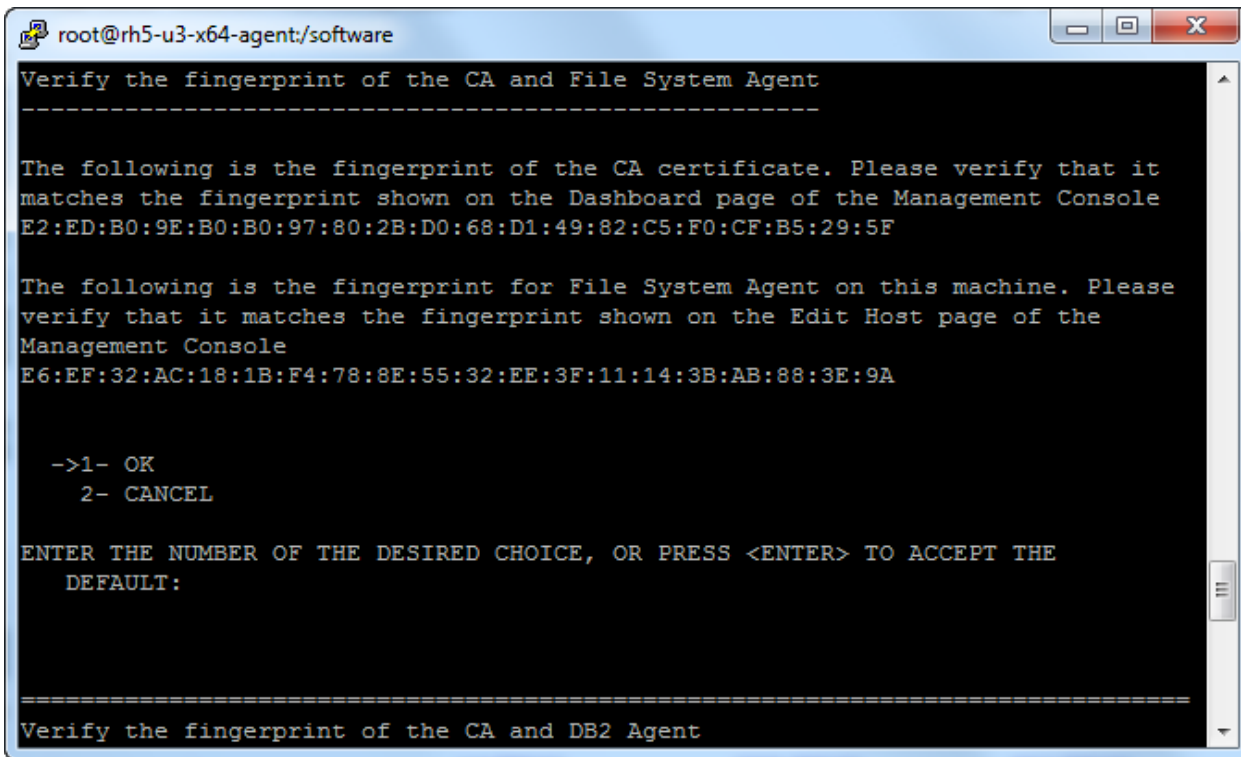 root@rh5-u3-x64-agent:/software
Verify the fingerprint of the CA and File System Agent
------------------------------------------------------
The following is the fingerprint of the CA certificate. Please verify that it
matches the fingerprint shown on the Dashboard page of the Management Console
E2:ED:B0:9E:B0:B0:97:80:2B:D0:68:D1:49:82:C5:F0:CF:B5:29:5F
The following is the fingerprint for File System Agent on this machine. Please
verify that it matches the fingerprint shown on the Edit Host page of the
Management Console
E6:EF:32:AC:18:1B:F4:78:8E:55:32:EE:3F:11:14:3B:AB:88:3E:9A
->1- OK
2- CANCEL
ENTER THE NUMBER OF THE DESIRED CHOICE, OR PRESS <ENTER> TO ACCEPT THE
DEFAULT:
===============================================================================
Verify the fingerprint of the CA and DB2 Agent